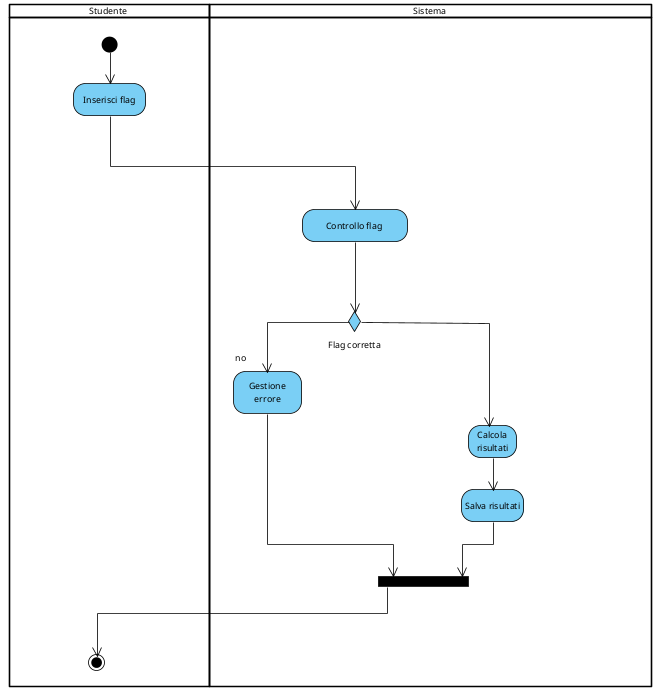 Studente
Sistema
Inserisci flag
Controllo flag
Flag corretta
no
Gestione
errore
Calcola
risultati
Salva risultati